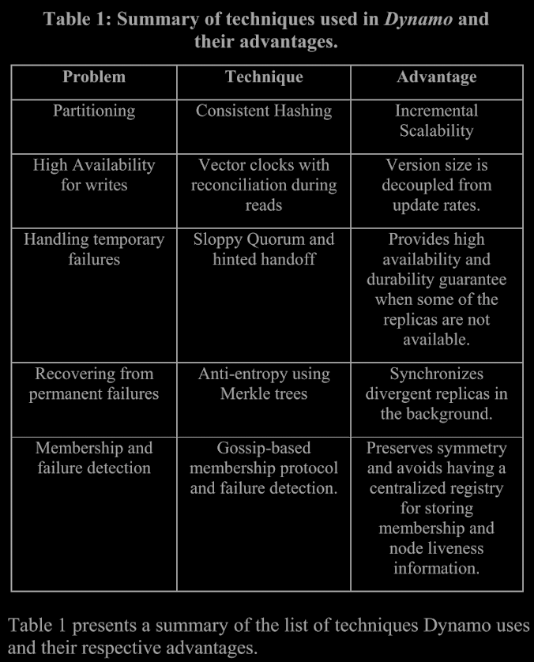 Table 1: Summary of techniques used in Dynamo and
their advantages.
Problem Technique Advantage
Partitioning Consistent Hashing Incremental
Scalability
High Availability Vector clocks with Version size is
for writes reconciliation during decoupled from
reads update rates.
Handling temporary Sloppy Quorum and Provides high
failures hinted handoff availability and
durability guarantee
when some of the
replicas are not
available.
Recovering from Anti-entropy using Synchronizes
permanent failures Merkle trees divergent replicas in
the background.
Membership and Gossip-based Preserves symmetry
failure detection membership protocol and avoids having a
and failure detection. centralized registry
for storing
membership and
node liveness
information.
Table 1 presents a summary of the list of techniques Dynamo uses
and their respective advantages.